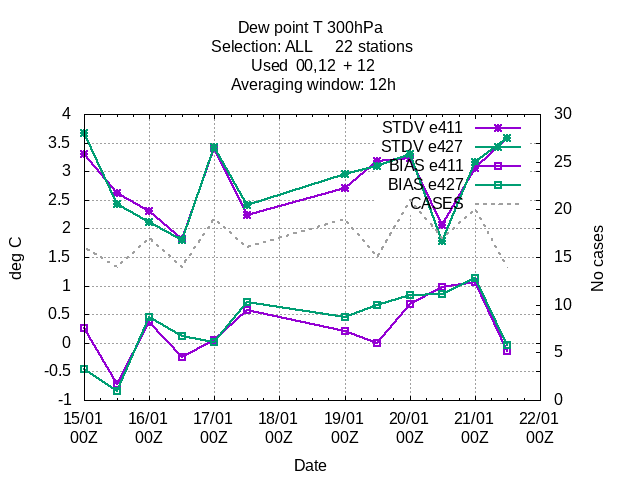 Dew point T 300hPa
Selection: ALL     22 stations
Used  00,12  + 12
Averaging window: 12h
4
3.5
3
2.5
2
1.5
1
0.5
0
-0.5
-1
deg C
STDV e411
STDV e427
BIAS e411
BIAS e427
CASES
30
25
20
15
10
5
0
No cases
15/01 16/01 17/01 18/01 19/01 20/01 21/01 22/01
00Z 00Z 00Z 00Z 00Z 00Z 00Z 00Z
Date